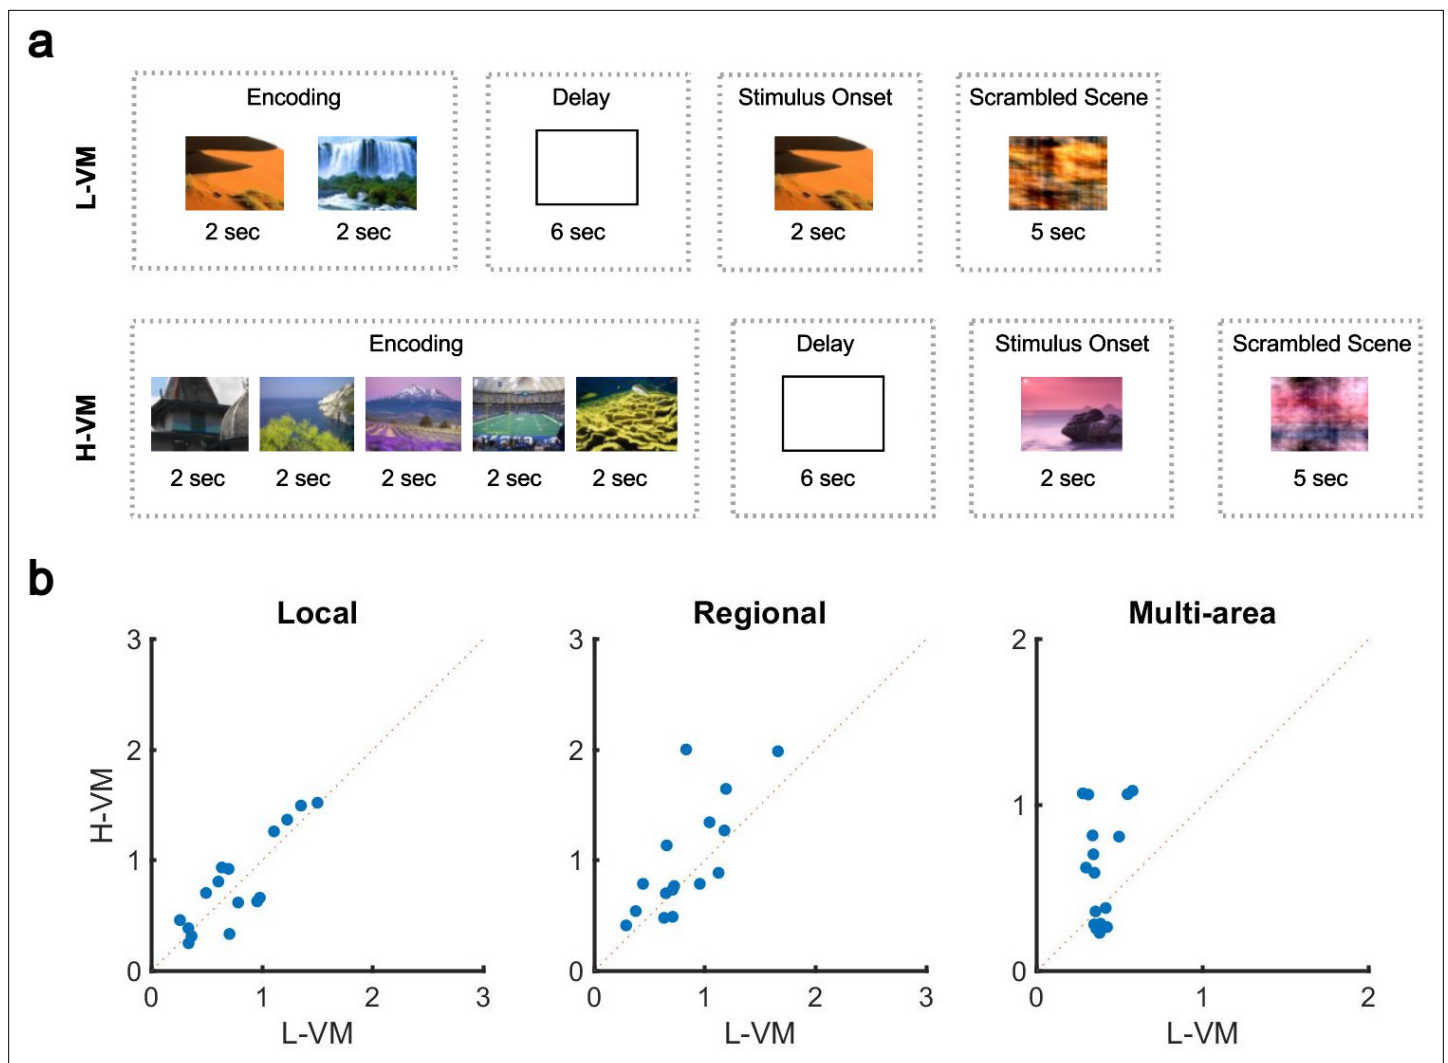 a
L-VM
Encoding
2 sec 2 sec
Delay
6 sec
Stimulus Onset
2 sec
Scrambled Scene
5 sec
H-VM
Encoding
2 sec 2 sec 2 sec 2 sec 2 sec
Delay
6 sec
Stimulus Onset
2 sec
Scrambled Scene
5 sec
b
Local
H-VM
3
2
1
0
0 1 2 3
L-VM
Regional
3
2
1
0
0 1 2 3
L-VM
Multi-area
2
1
0
0 1 2
L-VM